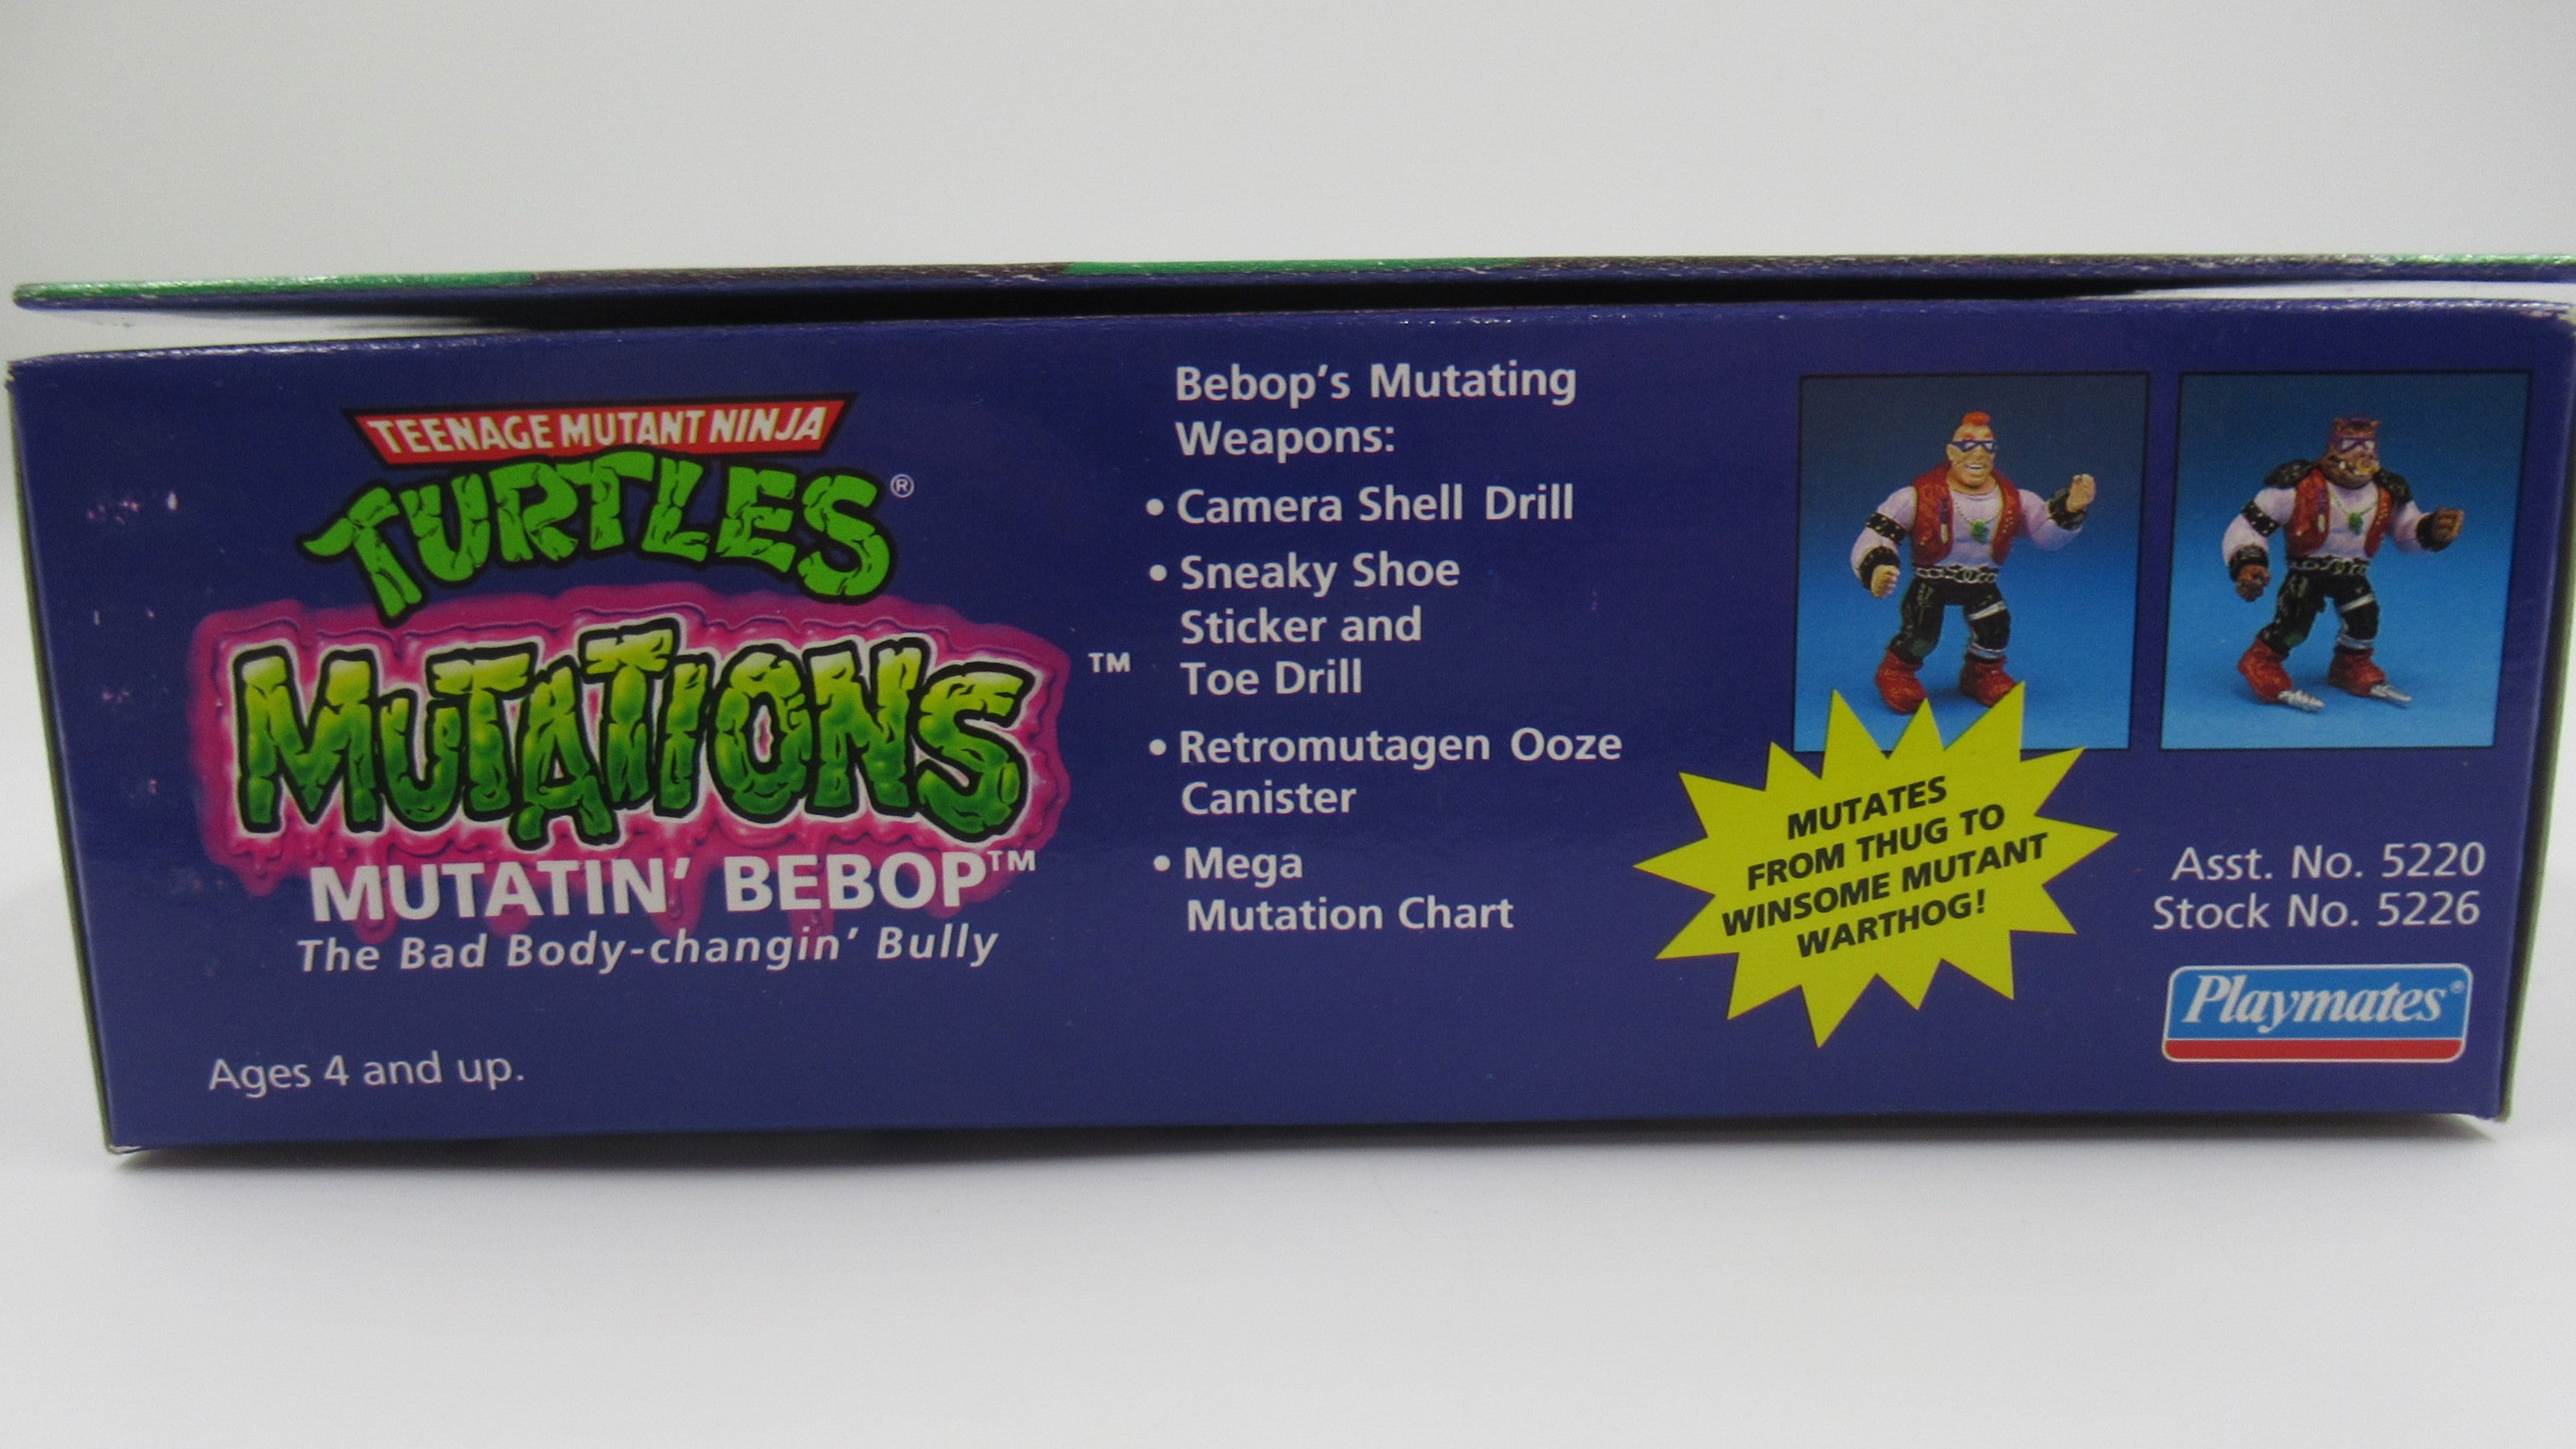 TEENAGE MUTANT NINJA
TURTLES®
MUTATIONS™
MUTATIN' BEBOP™
The Bad Body-changin' Bully
Ages 4 and up.
Bebop's Mutating
Weapons:
• Camera Shell Drill
• Sneaky Shoe
Sticker and
Toe Drill
• Retromutagen Ooze
Canister
• Mega
Mutation Chart
MUTATES
FROM THUG TO
WINSOME MUTANT
WARTHOG!
Asst. No. 5220
Stock No. 5226
Playmates®